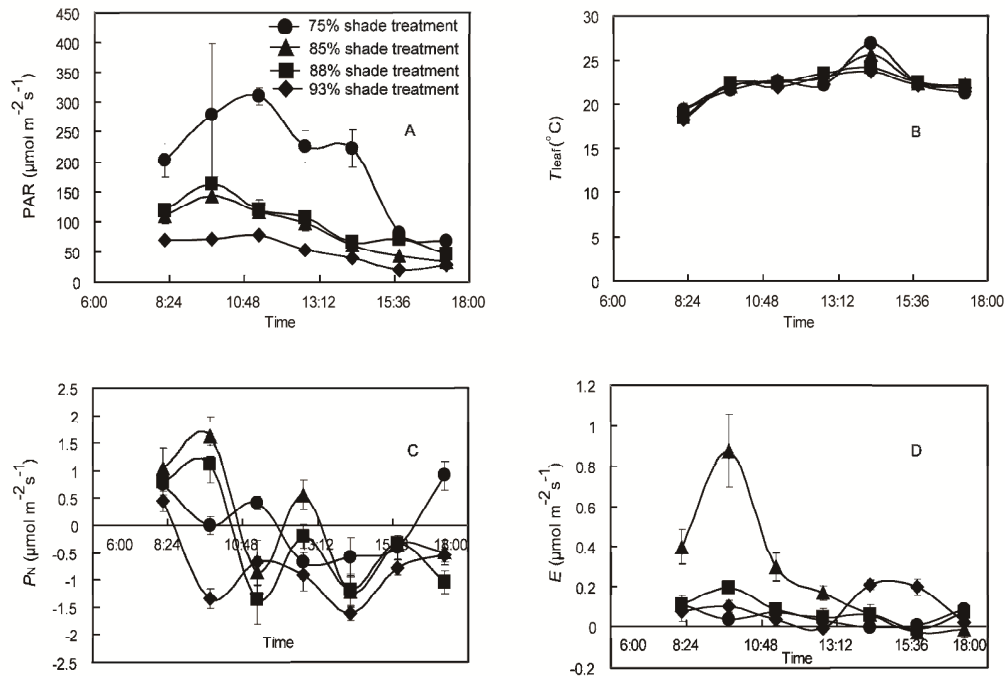 450
400
350
300
250
200
150
100
50
0
PAR (µmol m⁻² s⁻¹)
75% shade treatment
85% shade treatment
88% shade treatment
93% shade treatment
A
6:00 8:24 10:48 13:12 15:36 18:00
Time
30
25
20
15
10
5
0
Tleaf(°C)
B
6:00 8:24 10:48 13:12 15:36 18:00
Time
2.5
2
1.5
1
0.5
0
-0.5
-1
-1.5
-2
-2.5
PN (µmol m⁻² s⁻¹)
C
6:00 8:24 10:48 13:12 15:36 18:00
Time
1.2
1
0.8
0.6
0.4
0.2
0
-0.2
E (µmol m⁻² s⁻¹)
D
6:00 8:24 10:48 13:12 15:36 18:00
Time